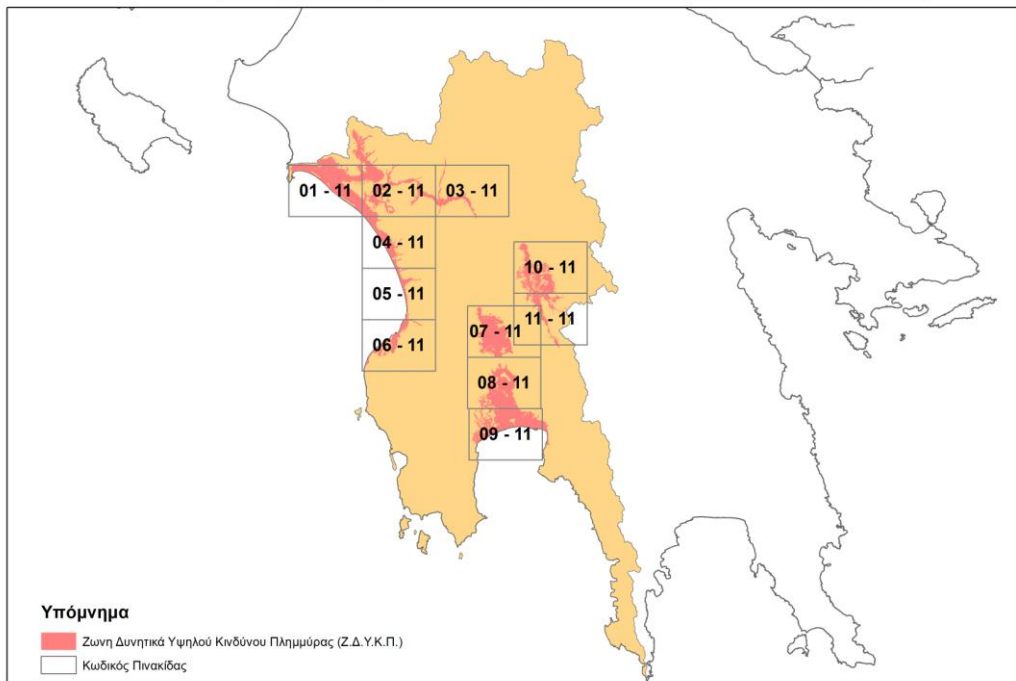 01 - 11
02 - 11
03 - 11
04 - 11
10 - 11
05 - 11
11 - 11
07 - 11
06 - 11
08 - 11
09 - 11
Υπόμνημα
Ζωνη Δυνητικά Υψηλού Κινδύνου Πλημμύρας (Ζ.Δ.Υ.Κ.Π.)
Κωδικός Πινακίδας